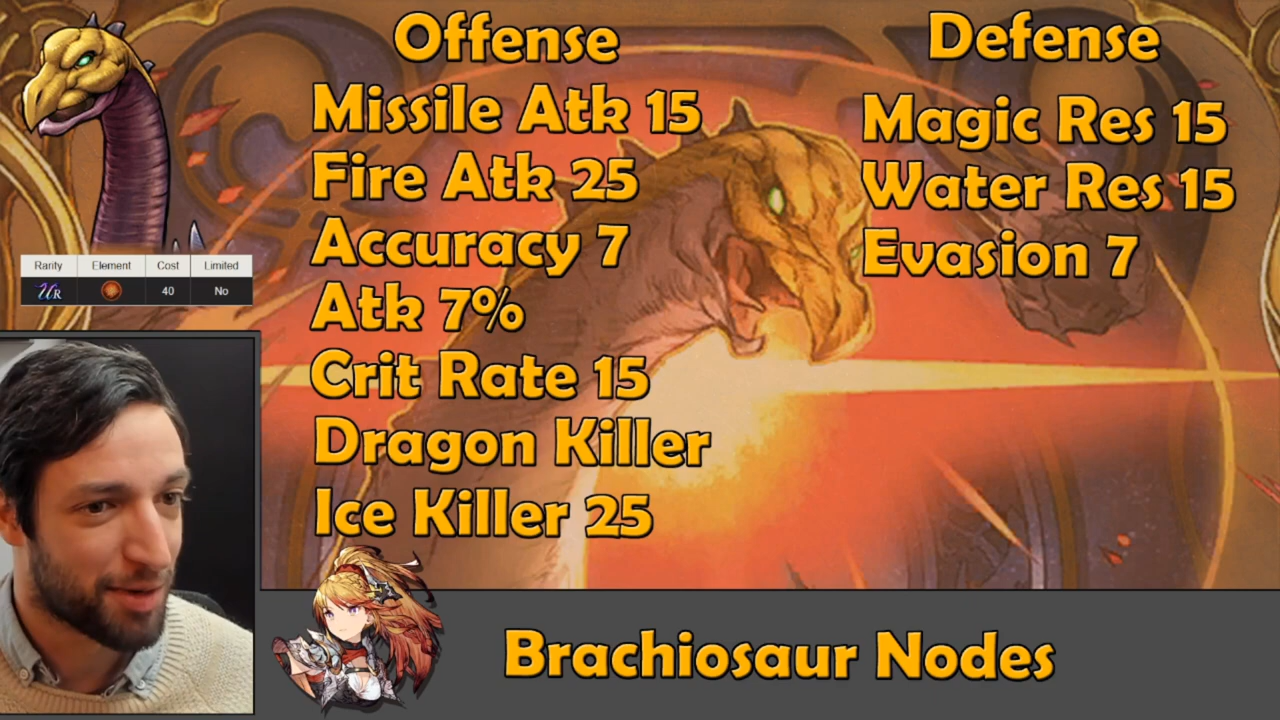 Offense
Missile Atk 15
Fire Atk 25
Accuracy 7
Atk 7%
Crit Rate 15
Dragon Killer
Ice Killer 25
Defense
Magic Res 15
Water Res 15
Evasion 7
Rarity Element Cost Limited
UR 40 No
Brachiosaur Nodes